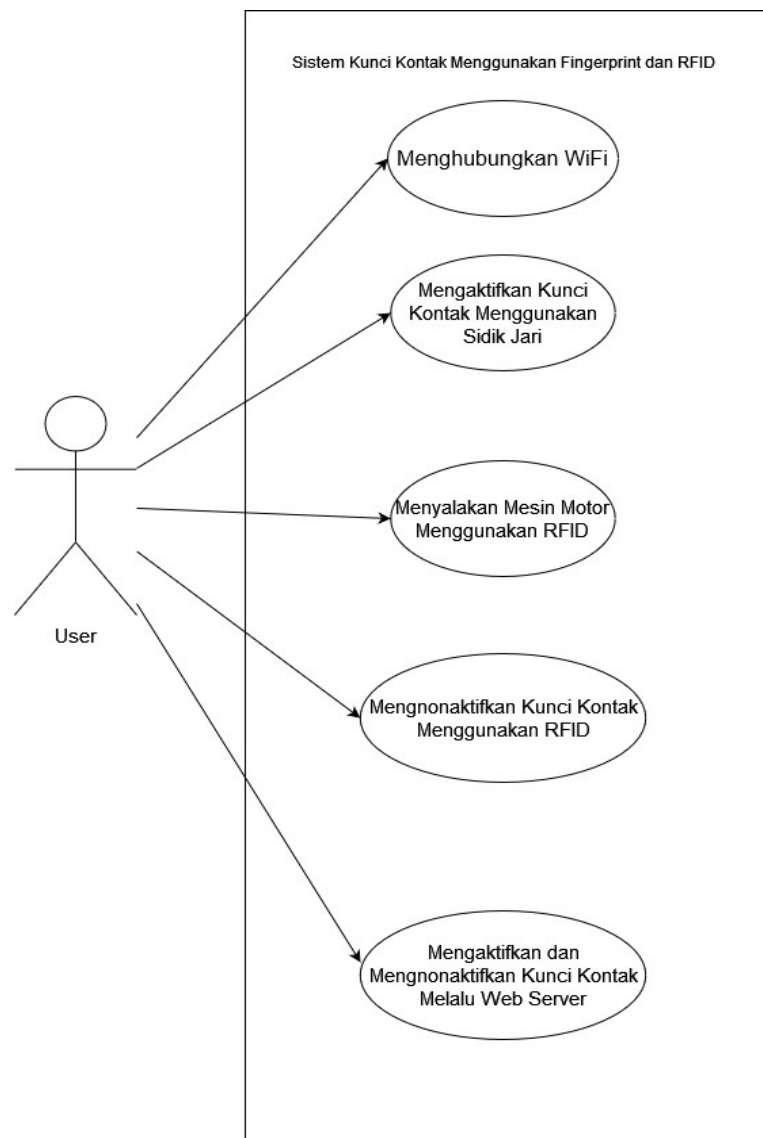 Sistem Kunci Kontak Menggunakan Fingerprint dan RFID
Menghubungkan WiFi
Mengaktifkan Kunci
Kontak Menggunakan
Sidik Jari
Menyalakan Mesin Motor
Menggunakan RFID
User
Mengnonaktifkan Kunci Kontak
Menggunakan RFID
Mengaktifkan dan
Mengnonaktifkan Kunci Kontak
Melalu Web Server